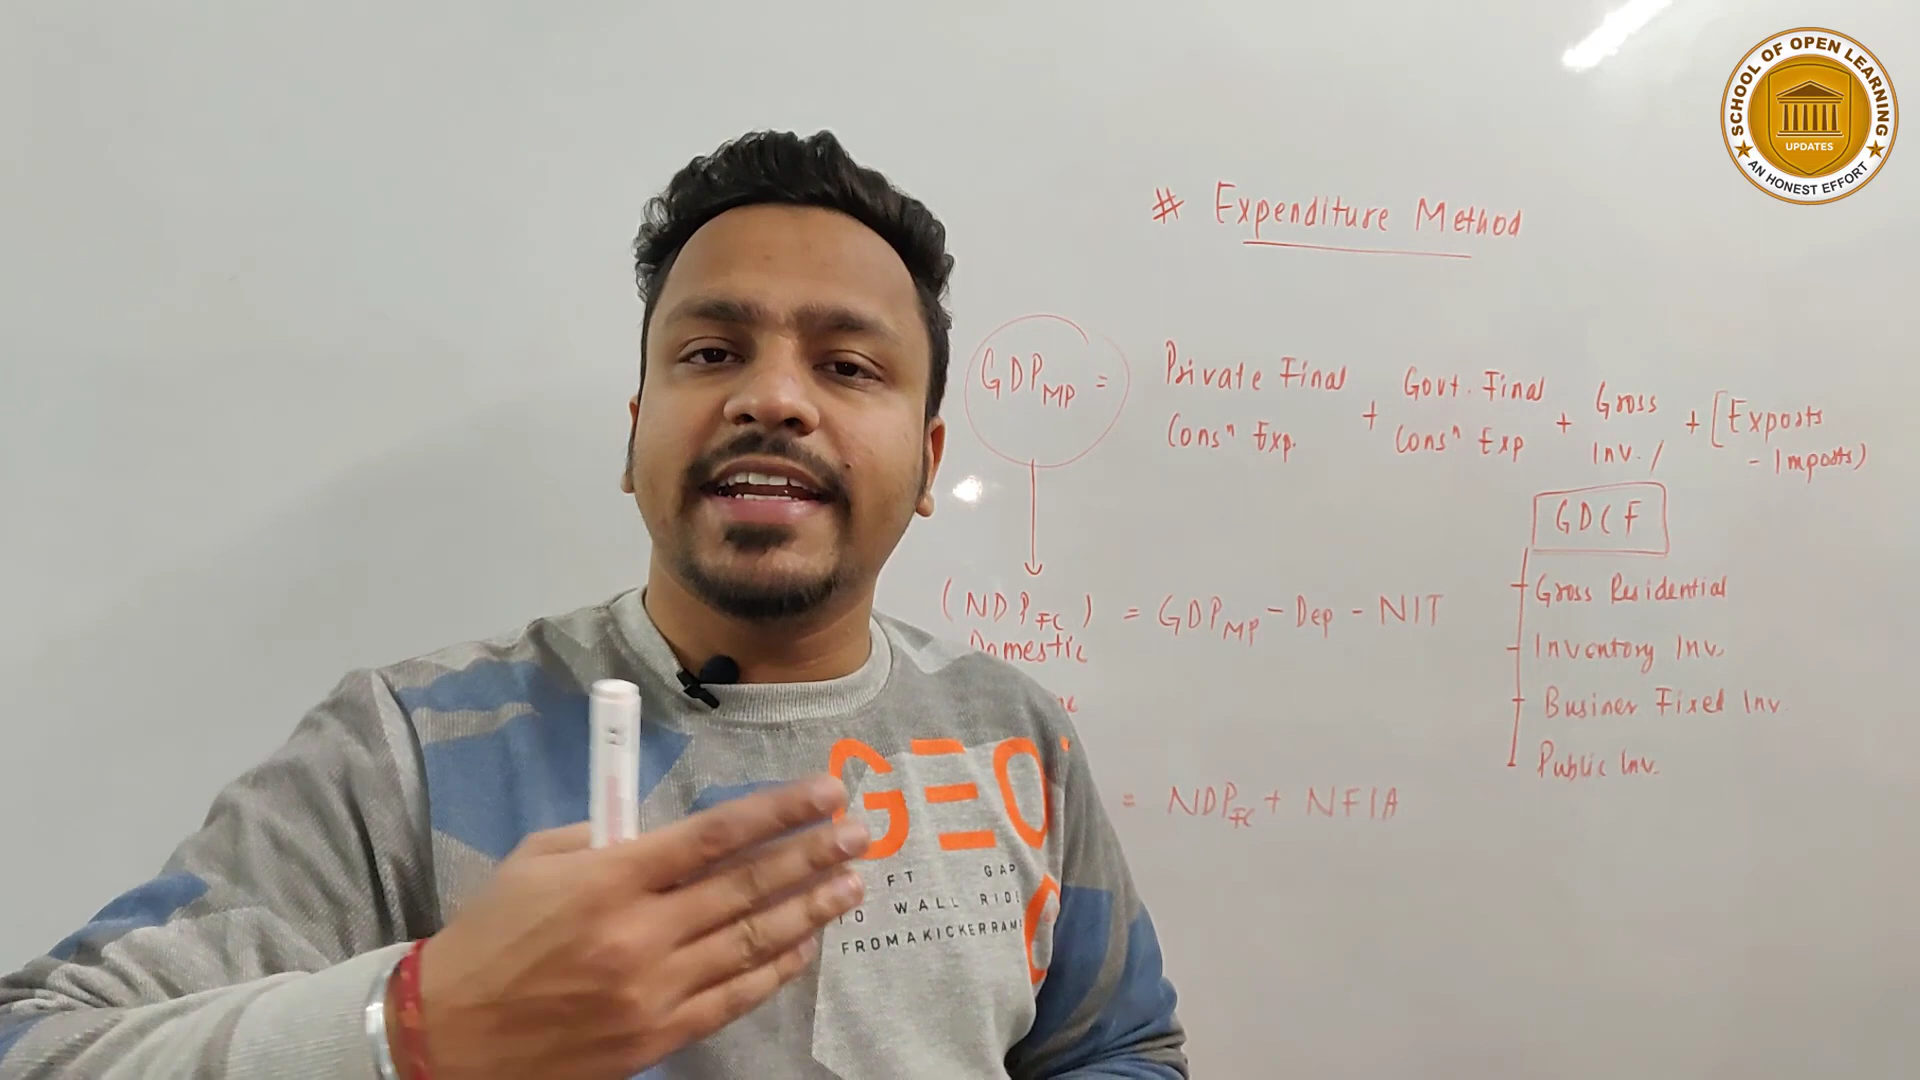 SCHOOL OF OPEN LEARNING
UPDATES
AN HONEST EFFORT
# Expenditure Method
GDP MP = Private Final Consⁿ Exp. + Govt. Final Consⁿ Exp + Gross Inv. / + [Exports - Imports)
GDCF
Gross Residential
Inventory Inv.
Business Fixed Inv.
Public Inv.
(NDP FC) = GDP MP - Dep - NIT
Domestic
= NDP FC + NFIA
GEO
FT GAP
TO WALL RIDE
FROMAKICKERRAM